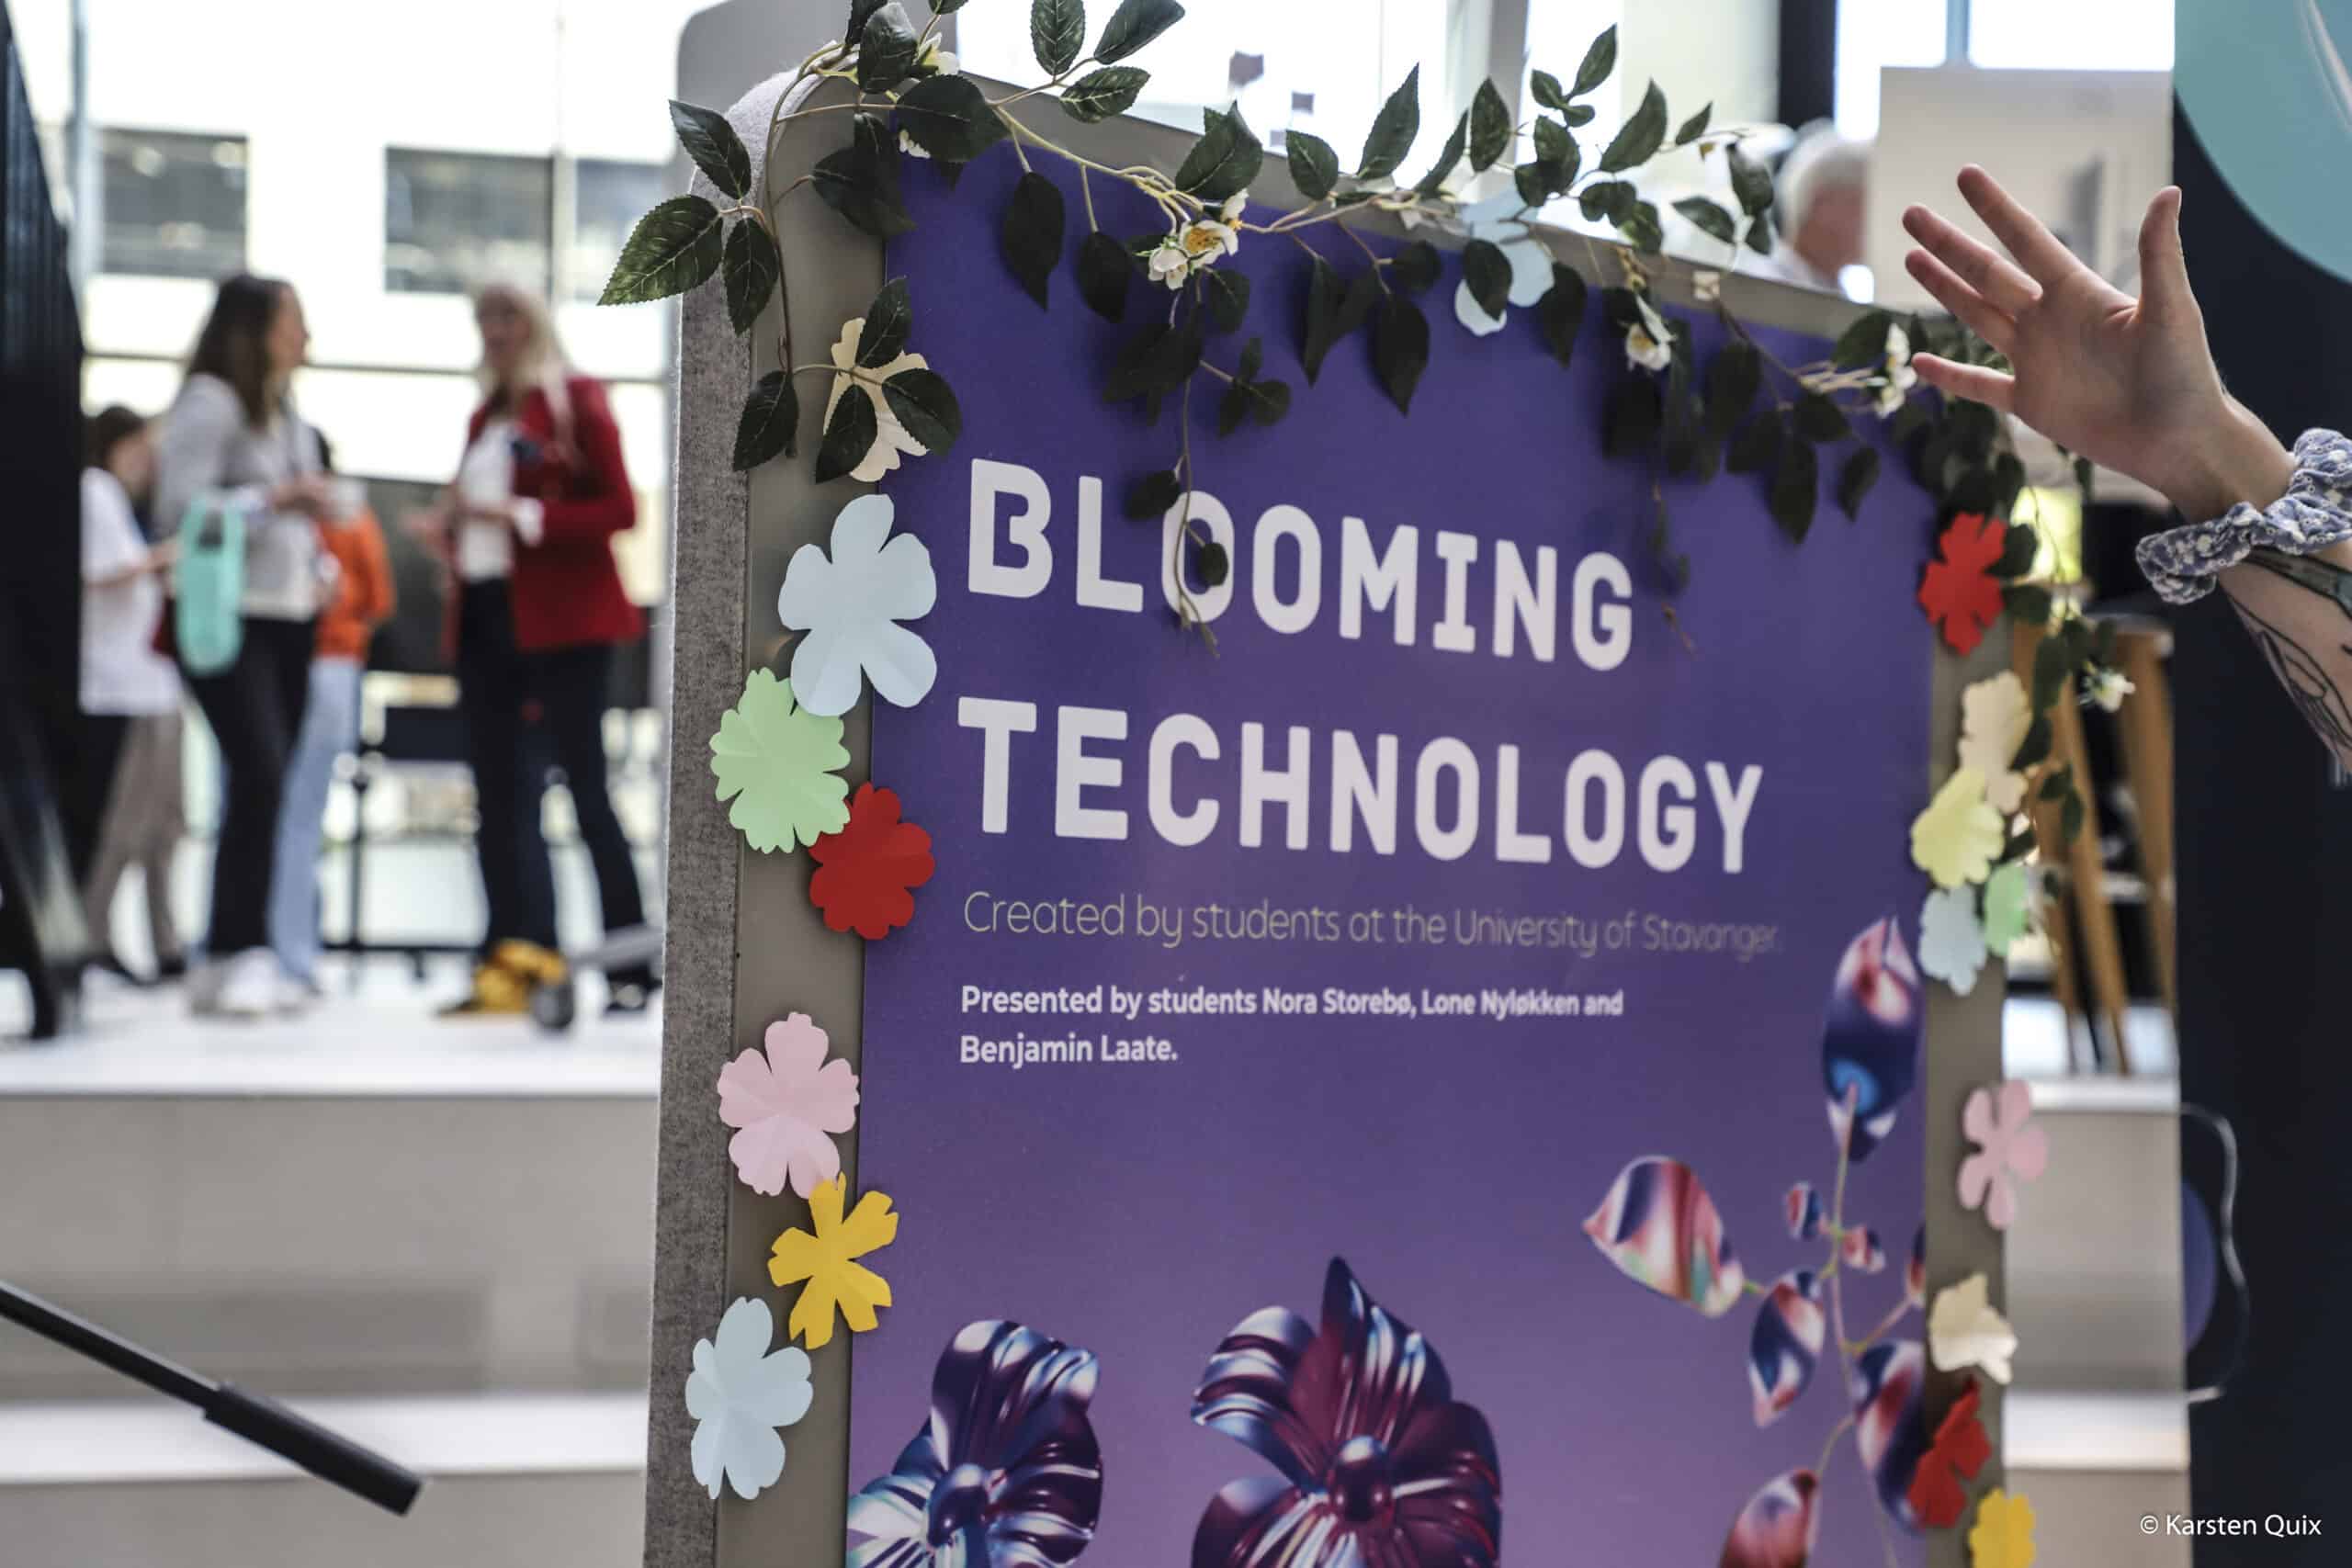 BLOOMING
TECHNOLOGY
Created by students at the University of Stavanger.
Presented by students Nora Storebø, Lone Nyløkken and
Benjamin Laate.
© Karsten Quix